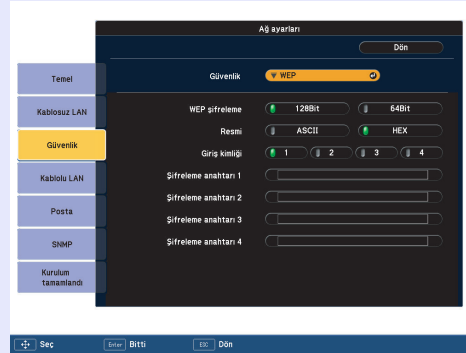 Ağ ayarları
Dön
Temel
Kablosuz LAN
Güvenlik
Kablolu LAN
Posta
SNMP
Kurulum
tamamlandı
Güvenlik WEP
WEP şifreleme 128Bit 64Bit
Resmi ASCII HEX
Giriş kimliği 1 2 3 4
Şifreleme anahtarı 1
Şifreleme anahtarı 2
Şifreleme anahtarı 3
Şifreleme anahtarı 4
Seç Enter Bitti ESC Dön